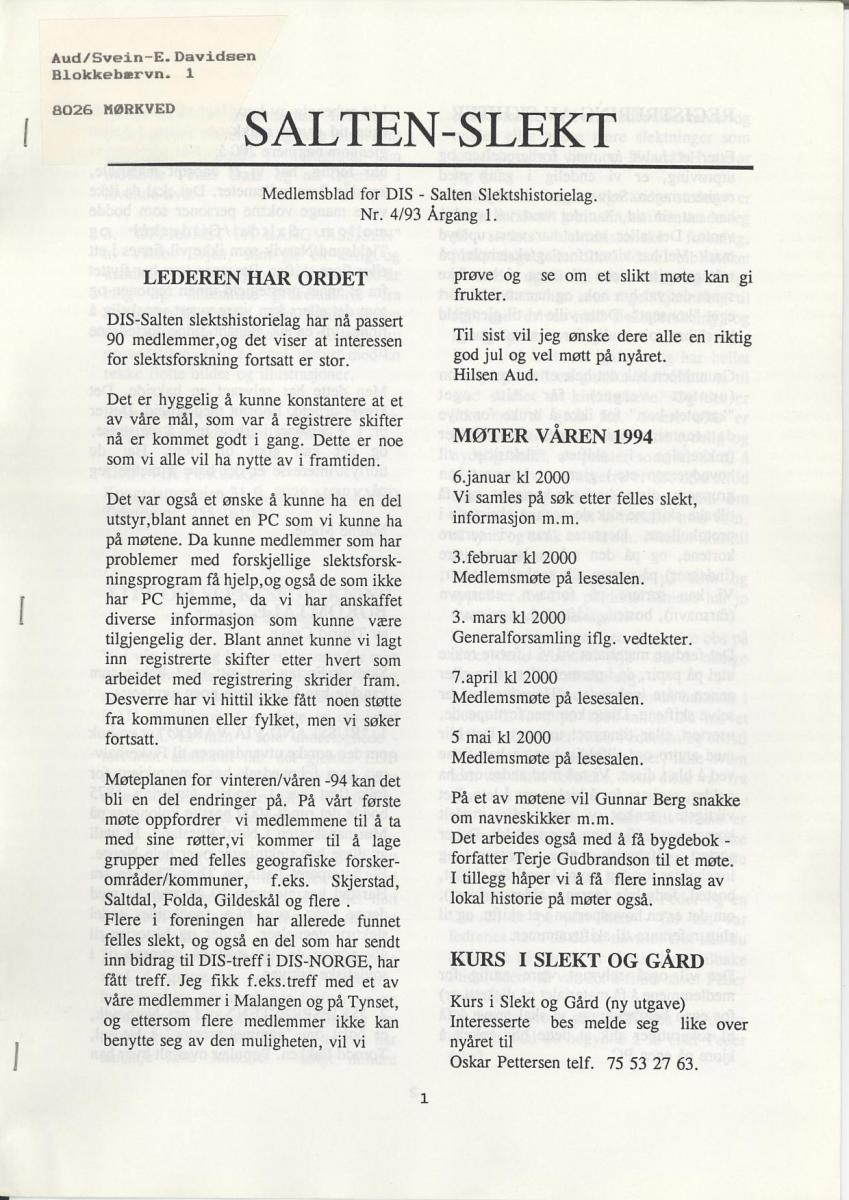 Aud/Svein-E.Davidsen
Blokkebærvn. 1
8026 MØRKVED
SALTEN-SLEKT
Medlemsblad for DIS - Salten Slektshistorielag.
Nr. 4/93 Årgang 1.
LEDEREN HAR ORDET
DIS-Salten slektshistorielag har nå passert
90 medlemmer,og det viser at interessen
for slektsforskning fortsatt er stor.
Det er hyggelig å kunne konstantere at et
av våre mål, som var å registrere skifter
nå er kommet godt i gang. Dette er noe
som vi alle vil ha nytte av i framtiden.
Det var også et ønske å kunne ha en del
utstyr,blant annet en PC som vi kunne ha
på møtene. Da kunne medlemmer som har
problemer med forskjellige slektsforsk-
ningsprogram få hjelp,og også de som ikke
har PC hjemme, da vi har anskaffet
diverse informasjon som kunne være
tilgjengelig der. Blant annet kunne vi lagt
inn registrerte skifter etter hvert som
arbeidet med registrering skrider fram.
Desverre har vi hittil ikke fått noen støtte
fra kommunen eller fylket, men vi søker
fortsatt.
Møteplanen for vinteren/våren -94 kan det
bli en del endringer på. På vårt første
møte oppfordrer vi medlemmene til å ta
med sine røtter,vi kommer til å lage
grupper med felles geografiske forsker-
områder/kommuner, f.eks. Skjerstad,
Saltdal, Folda, Gildeskål og flere .
Flere i foreningen har allerede funnet
felles slekt, og også en del som har sendt
inn bidrag til DIS-treff i DIS-NORGE, har
fått treff. Jeg fikk f.eks.treff med et av
våre medlemmer i Malangen og på Tynset,
og ettersom flere medlemmer ikke kan
benytte seg av den muligheten, vil vi
prøve og se om et slikt møte kan gi
frukter.
Til sist vil jeg ønske dere alle en riktig
god jul og vel møtt på nyåret.
Hilsen Aud.
MØTER VÅREN 1994
6.januar kl 2000
Vi samles på søk etter felles slekt,
informasjon m.m.
3.februar kl 2000
Medlemsmøte på lesesalen.
3. mars kl 2000
Generalforsamling iflg. vedtekter.
7.april kl 2000
Medlemsmøte på lesesalen.
5 mai kl 2000
Medlemsmøte på lesesalen.
På et av møtene vil Gunnar Berg snakke
om navneskikker m.m.
Det arbeides også med å få bygdebok -
forfatter Terje Gudbrandson til et møte.
I tillegg håper vi å få flere innslag av
lokal historie på møter også.
KURS I SLEKT OG GÅRD
Kurs i Slekt og Gård (ny utgave)
Interesserte bes melde seg like over
nyåret til
Oskar Pettersen telf. 75 53 27 63.
1